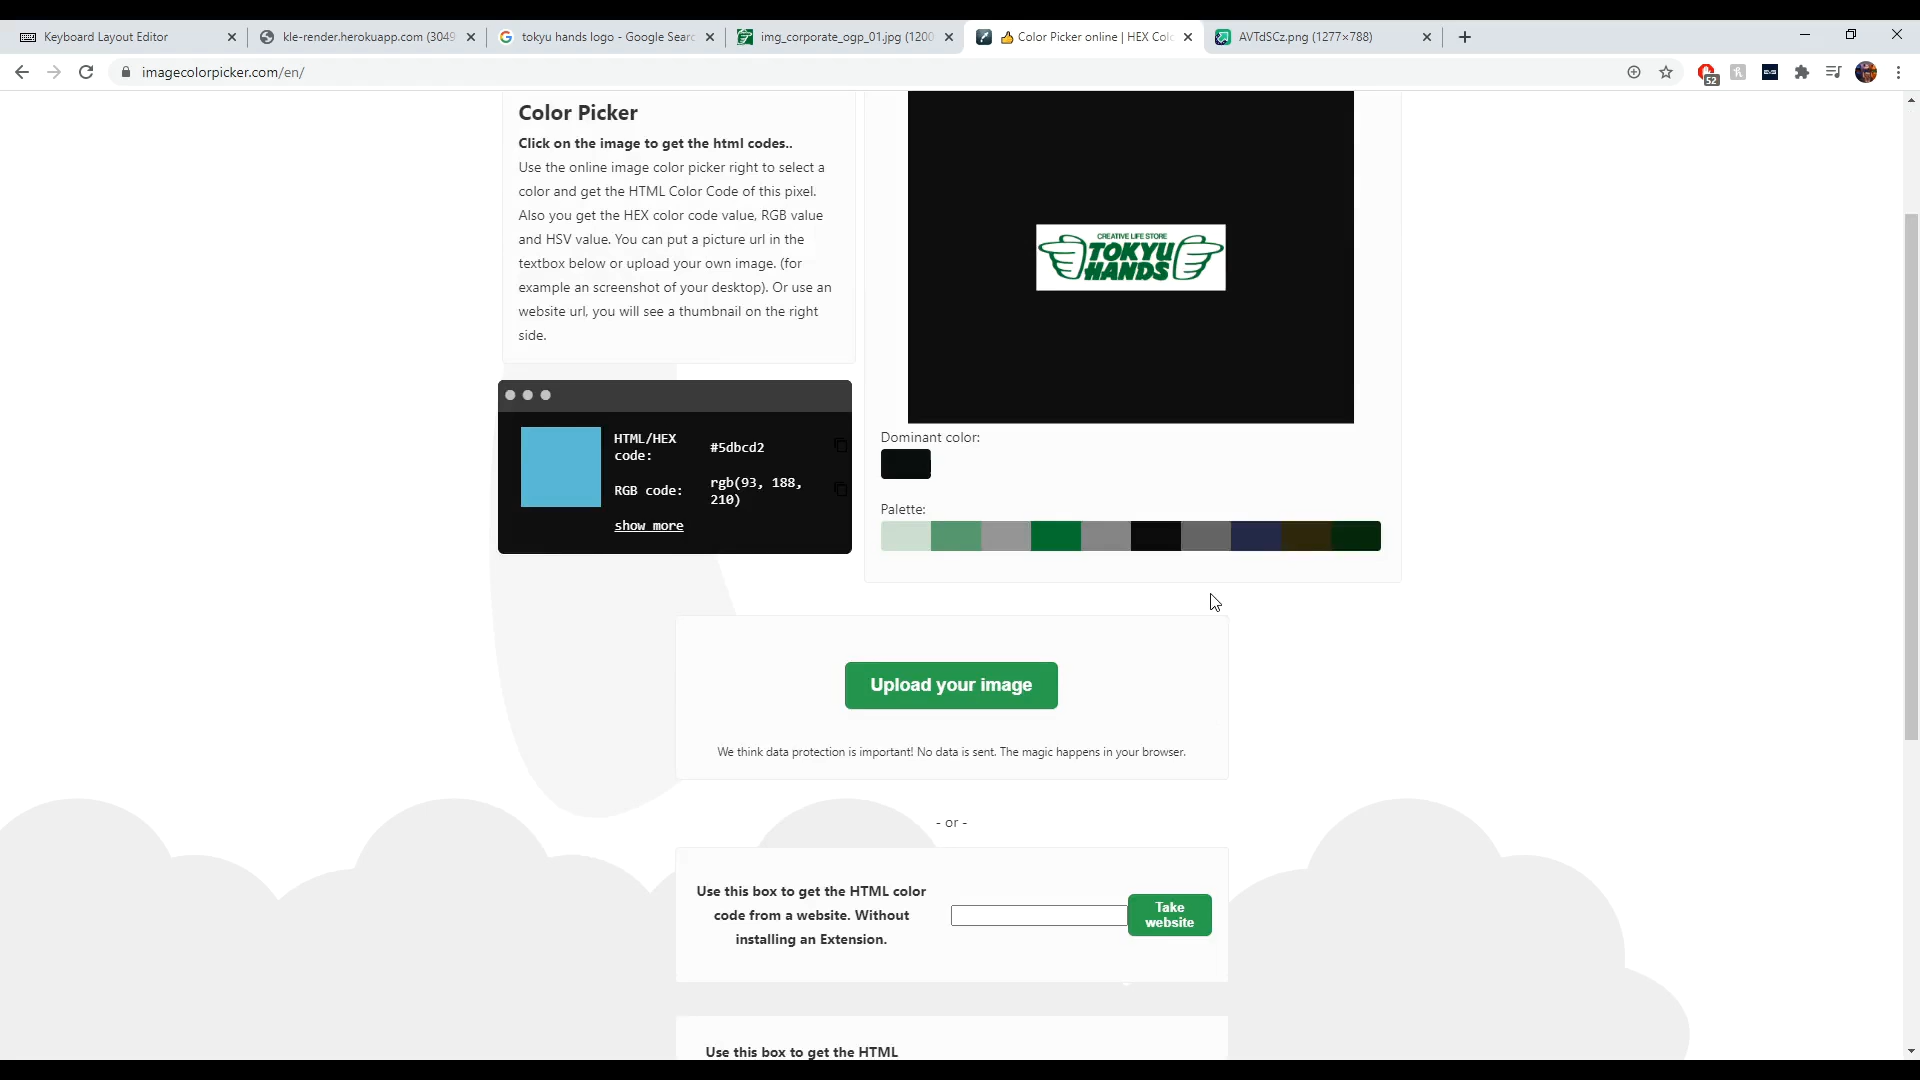 Keyboard Layout Editor
kle-render.herokuapp.com (3049
tokyu hands logo - Google Searc
img_corporate_ogp_01.jpg (1200
Color Picker online | HEX Colo
AVTdSCz.png (1277×788)
imagecolorpicker.com/en/
52
Color Picker
Click on the image to get the html codes..
Use the online image color picker right to select a
color and get the HTML Color Code of this pixel.
Also you get the HEX color code value, RGB value
and HSV value. You can put a picture url in the
textbox below or upload your own image. (for
example an screenshot of your desktop). Or use an
website url, you will see a thumbnail on the right
side.
CREATIVE LIFE STORE
TOKYU
HANDS
HTML/HEX
code:
#5dbcd2
RGB code:
rgb(93, 188,
210)
show more
Dominant color:
Palette:
Upload your image
We think data protection is important! No data is sent. The magic happens in your browser.
- or -
Use this box to get the HTML color
code from a website. Without
installing an Extension.
Take
website
Use this box to get the HTML